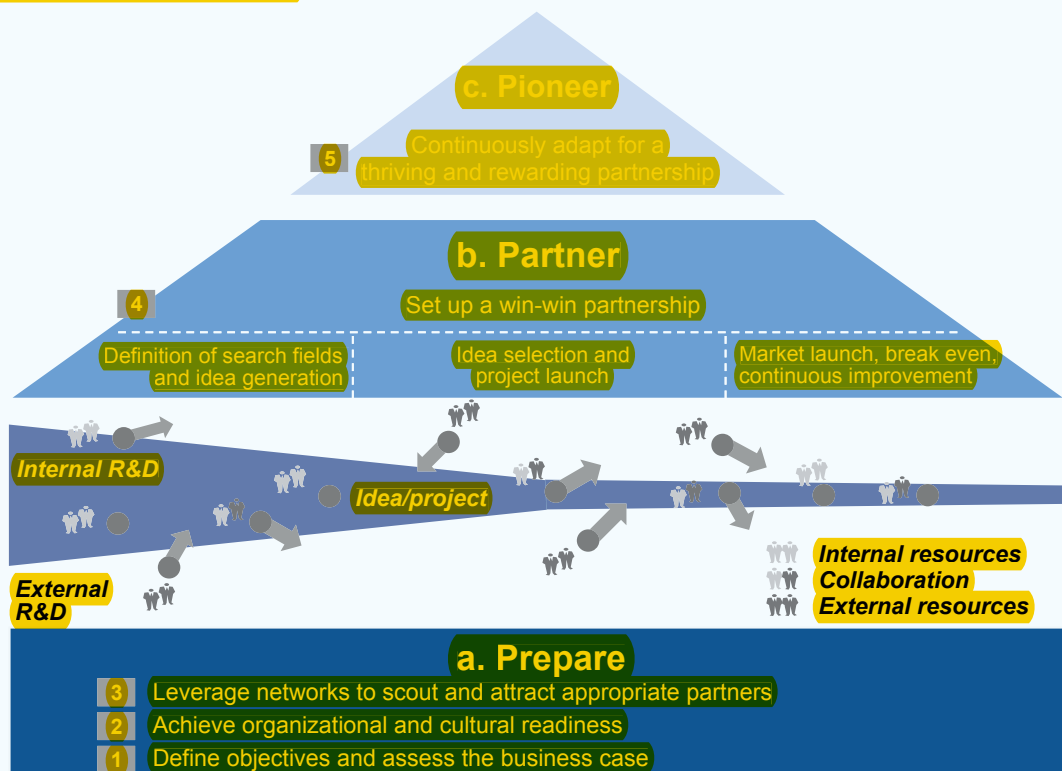 c. Pioneer
5
Continuously adapt for a
thriving and rewarding partnership
b. Partner
4
Set up a win-win partnership
Definition of search fields
and idea generation
Idea selection and
project launch
Market launch, break even,
continuous improvement
Internal R&D
Idea/project
External
R&D
Internal resources
Collaboration
External resources
a. Prepare
3 Leverage networks to scout and attract appropriate partners
2 Achieve organizational and cultural readiness
1 Define objectives and assess the business case